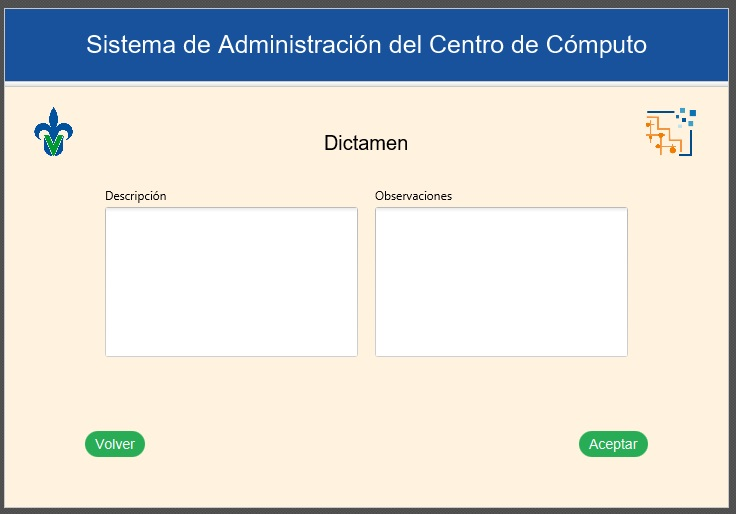 Sistema de Administración del Centro de Cómputo
Dictamen
Descripción
Observaciones
Volver
Aceptar